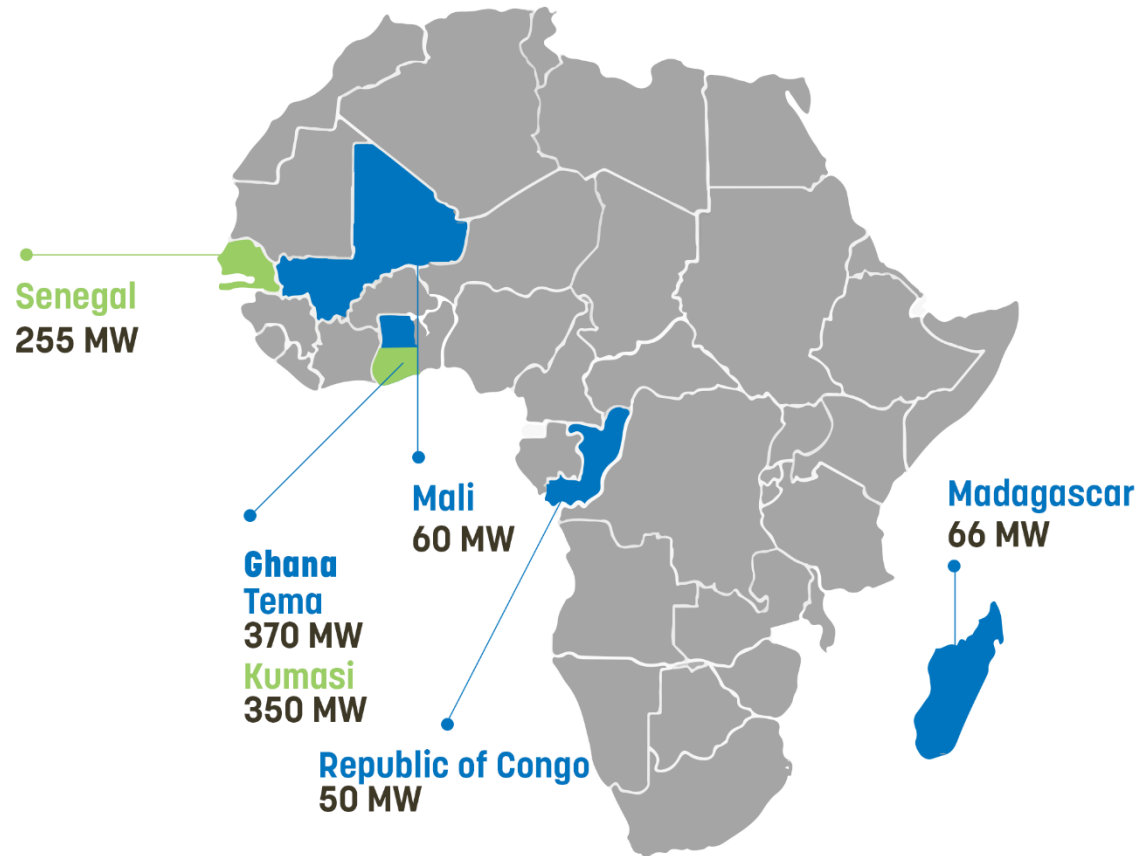 Senegal
255 MW
Mali
60 MW
Ghana
Tema
370 MW
Kumasi
350 MW
Republic of Congo
50 MW
Madagascar
66 MW